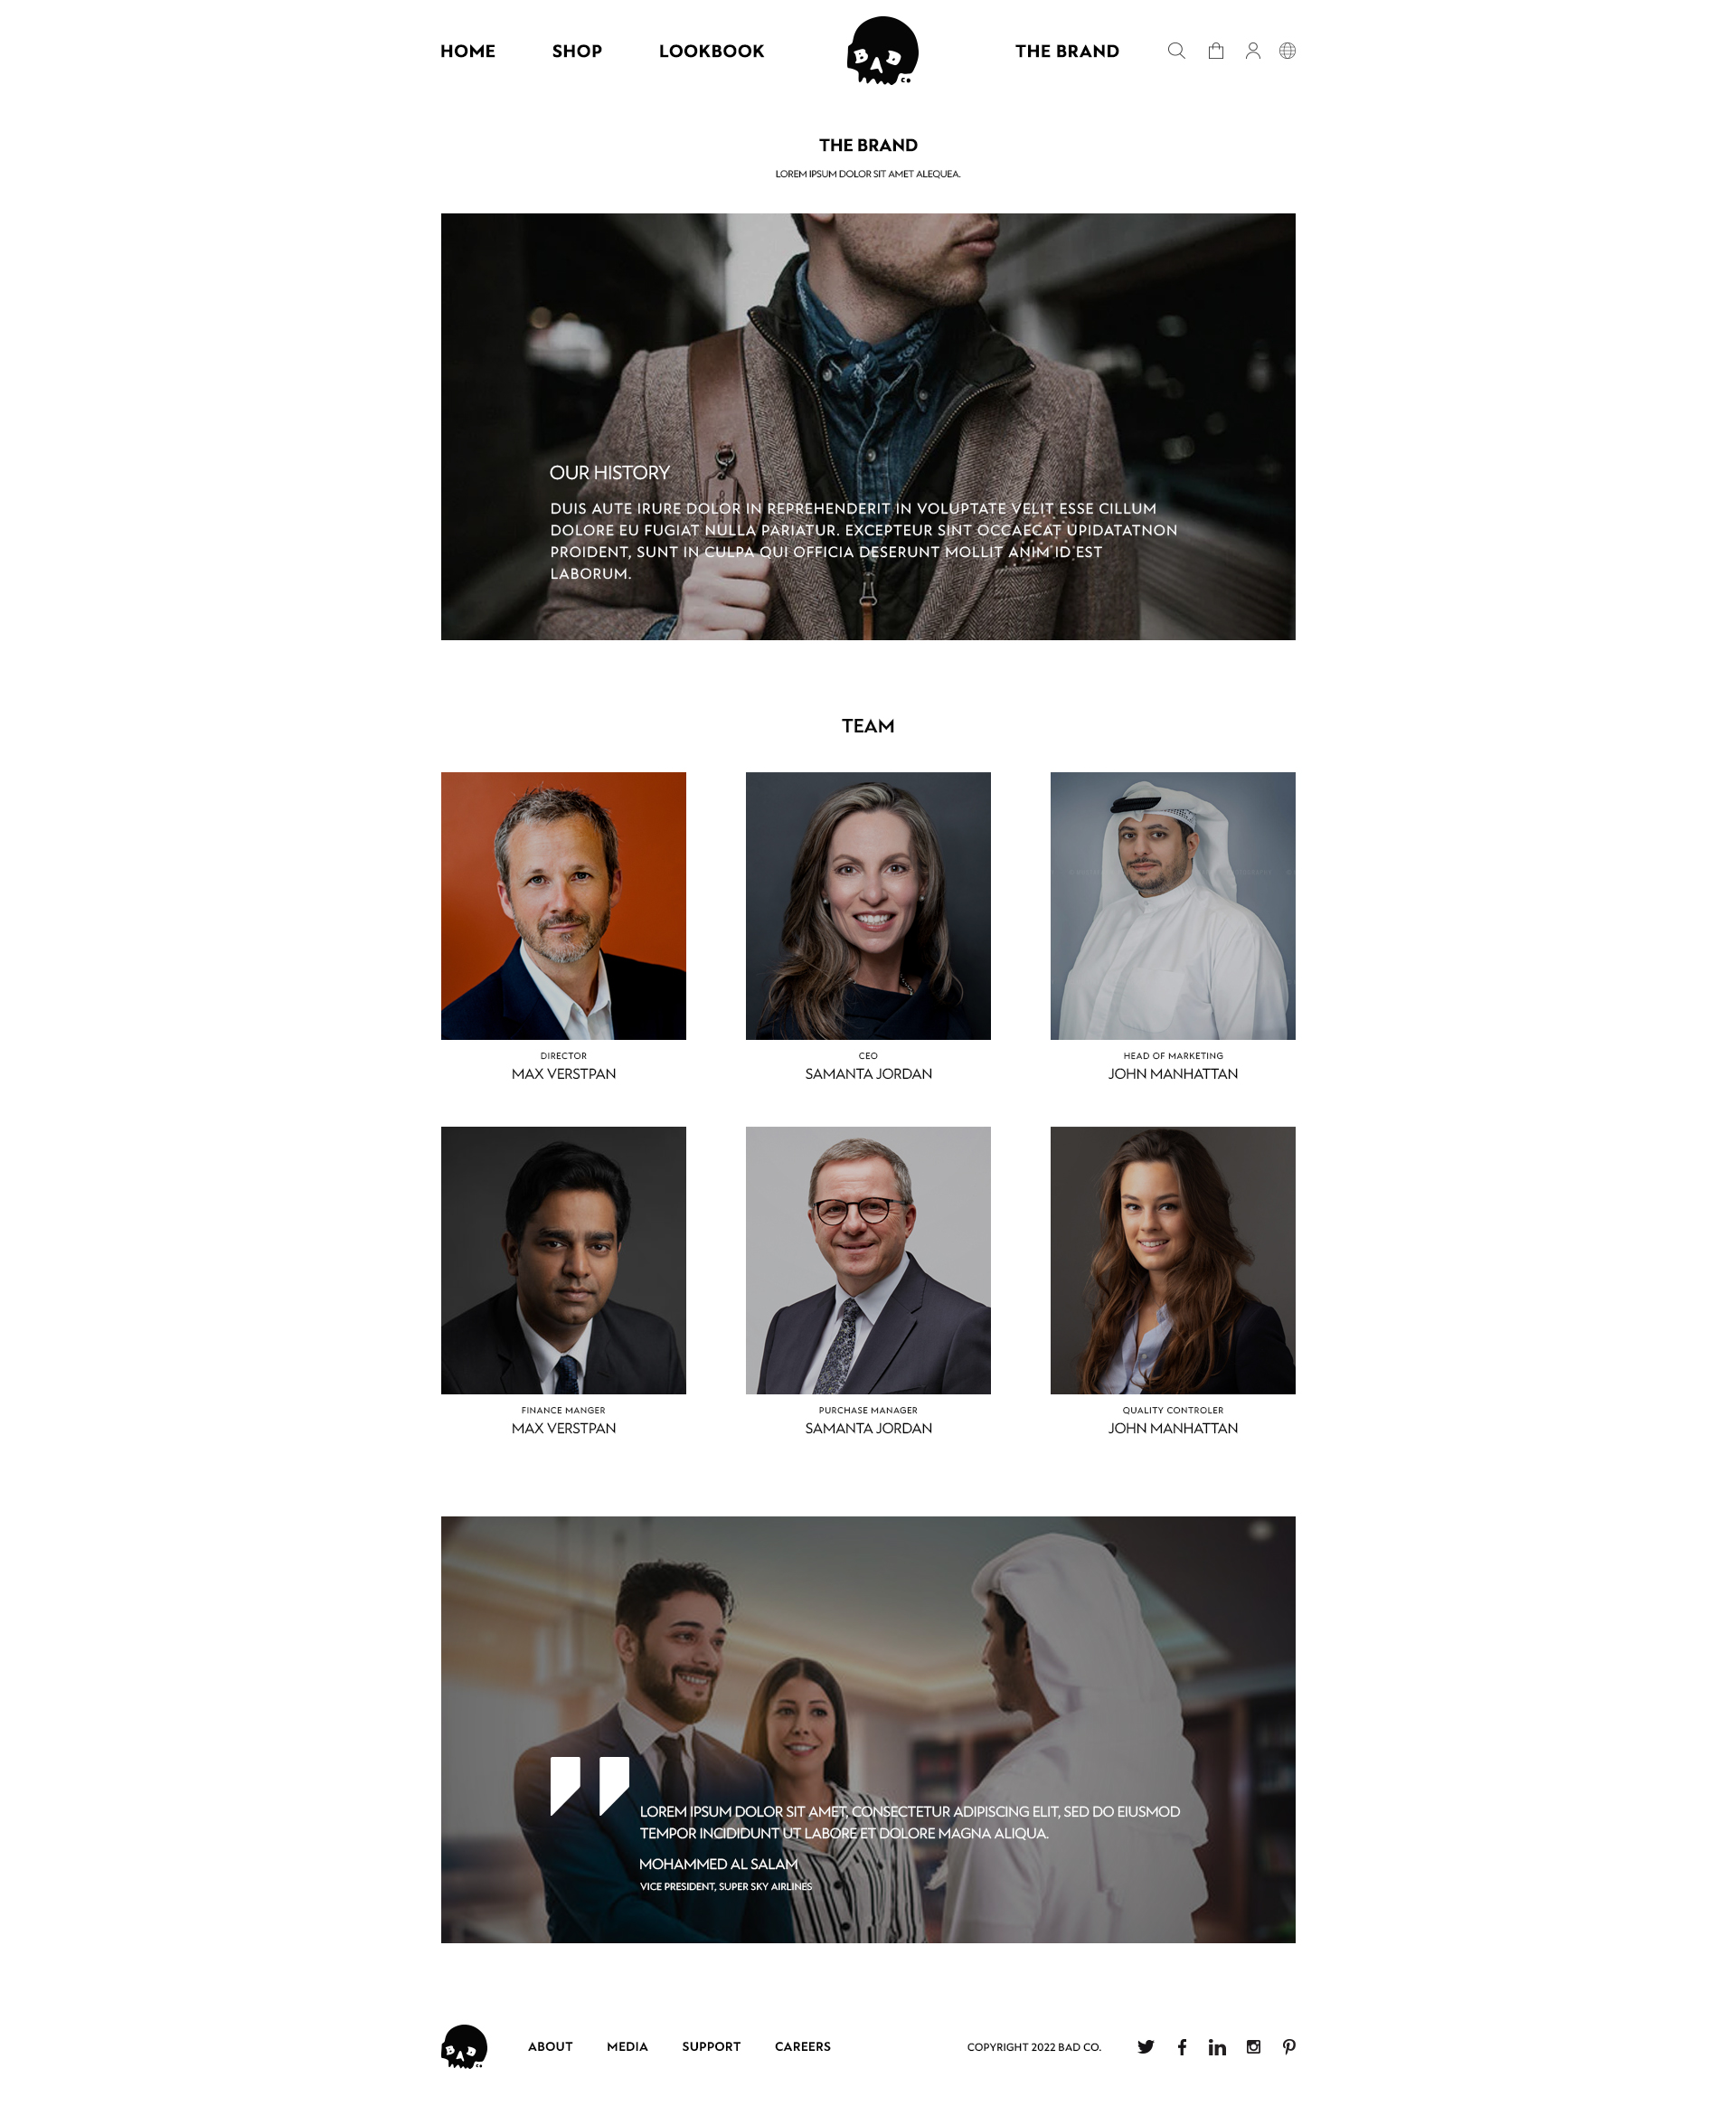 HOME SHOP LOOKBOOK BAD CO THE BRAND
THE BRAND
LOREM IPSUM DOLOR SIT AMET ALEQUEA.
OUR HISTORY
DUIS AUTE IRURE DOLOR IN REPREHENDERIT IN VOLUPTATE VELIT ESSE CILLUM
DOLORE EU FUGIAT NULLA PARIATUR. EXCEPTEUR SINT OCCAECAT UPIDATATNON
PROIDENT, SUNT IN CULPA QUI OFFICIA DESERUNT MOLLIT ANIM ID EST
LABORUM.
TEAM
DIRECTOR
MAX VERSTPAN
CEO
SAMANTA JORDAN
HEAD OF MARKETING
JOHN MANHATTAN
FINANCE MANGER
MAX VERSTPAN
PURCHASE MANAGER
SAMANTA JORDAN
QUALITY CONTROLER
JOHN MANHATTAN
LOREM IPSUM DOLOR SIT AMET, CONSECTETUR ADIPISCING ELIT, SED DO EIUSMOD
TEMPOR INCIDIDUNT UT LABORE ET DOLORE MAGNA ALIQUA.
MOHAMMED AL SALAM
VICE PRESIDENT, SUPER SKY AIRLINES
BAD CO ABOUT MEDIA SUPPORT CAREERS COPYRIGHT 2022 BAD CO.